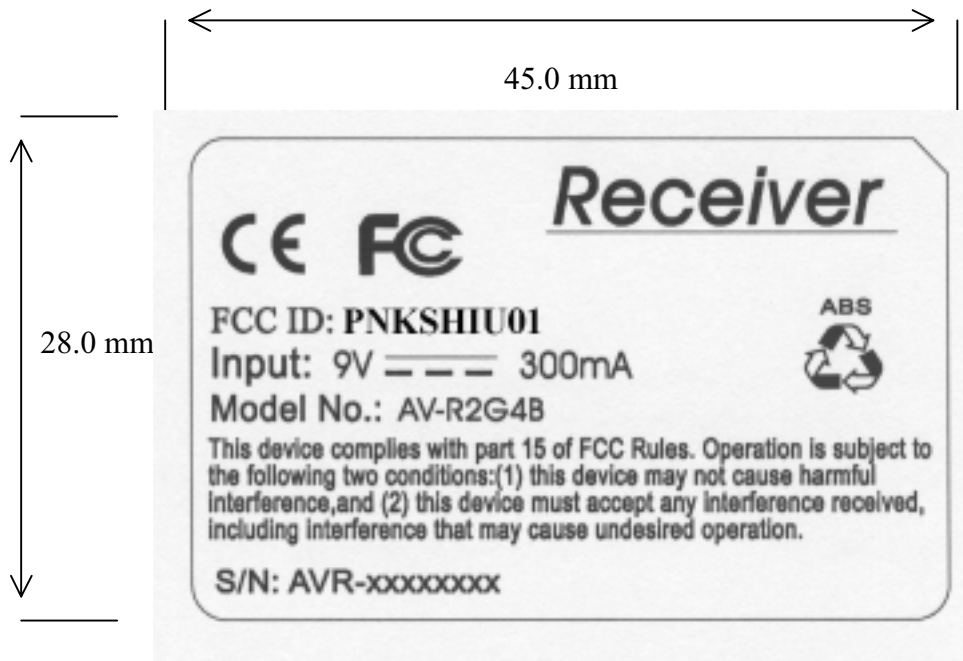 45.0 mm
Receiver
CE FC
FCC ID: PNKSHIU01
ABS
28.0 mm
Input: 9V 300mA
Model No.: AV-R2G4B
This device complies with part 15 of FCC Rules. Operation is subject to
the following two conditions:(1) this device may not cause harmful
interference,and (2) this device must accept any interference received,
including interference that may cause undesired operation.
S/N: AVR-xxxxxxxx